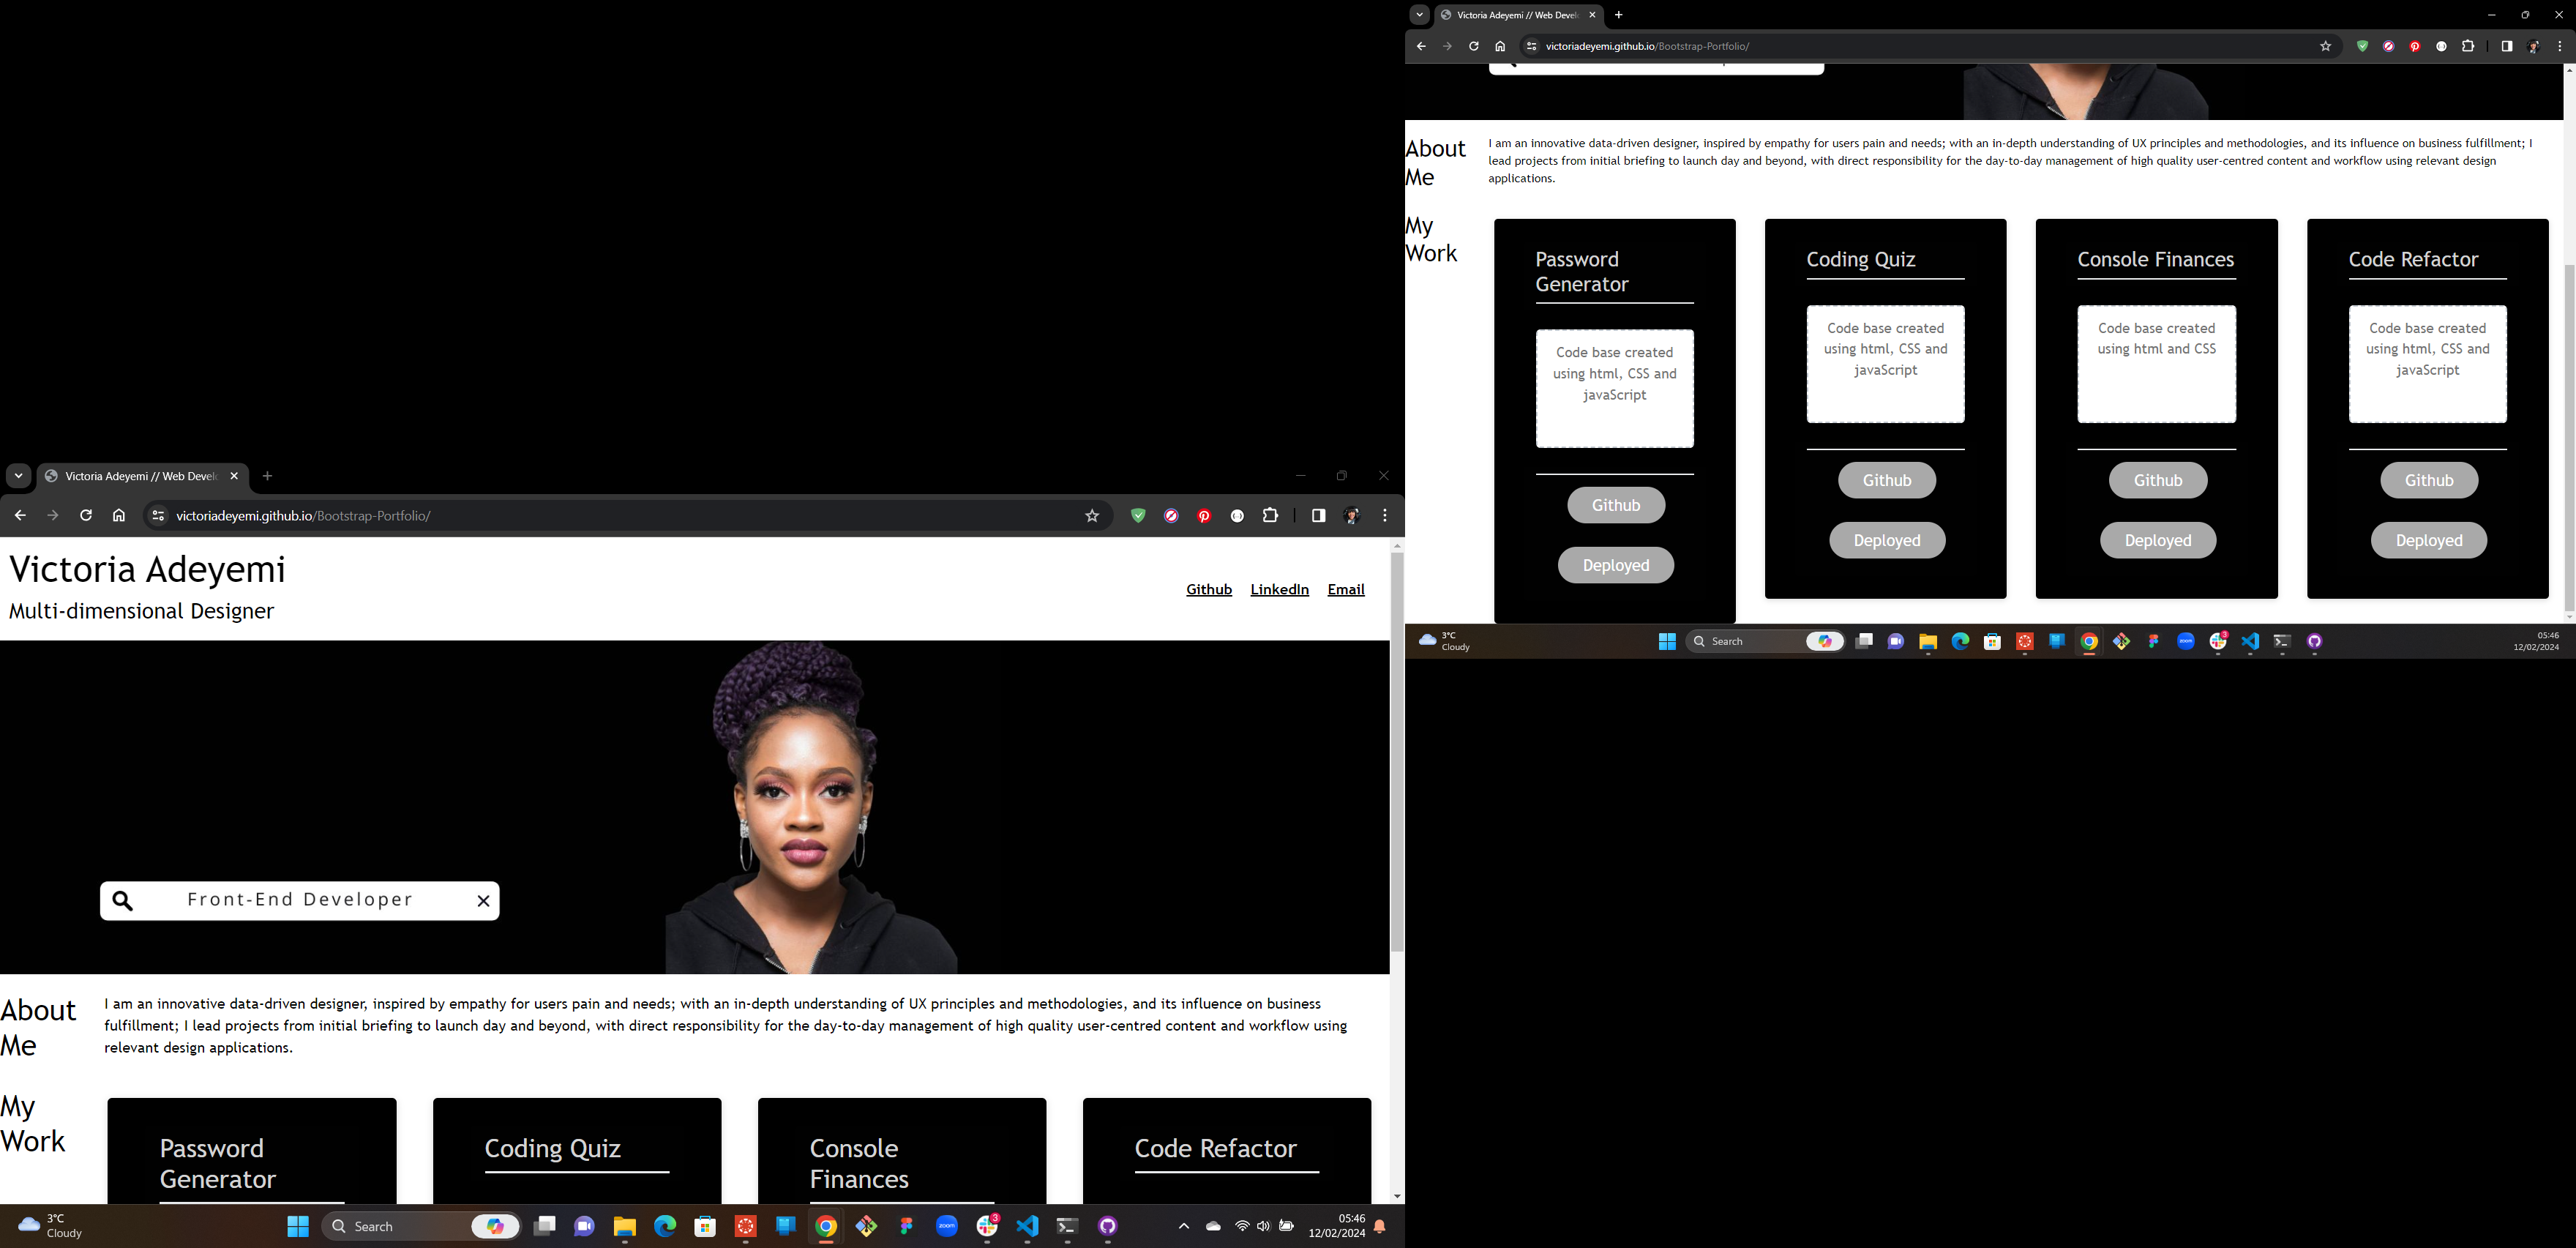 Victoria Adeyemi // Web Devel
victoriadeyemi.github.io/Bootstrap-Portfolio/
Victoria Adeyemi
Multi-dimensional Designer
Github LinkedIn Email
Front-End Developer
About
Me
I am an innovative data-driven designer, inspired by empathy for users pain and needs; with an in-depth understanding of UX principles and methodologies, and its influence on business
fulfillment; I lead projects from initial briefing to launch day and beyond, with direct responsibility for the day-to-day management of high quality user-centred content and workflow using
relevant design applications.
My
Work
Password
Generator
Coding Quiz
Console
Finances
Code Refactor
3°C
Cloudy
Search
zoom
3
05:46
12/02/2024
Victoria Adeyemi // Web Devel
victoriadeyemi.github.io/Bootstrap-Portfolio/
About
Me
I am an innovative data-driven designer, inspired by empathy for users pain and needs; with an in-depth understanding of UX principles and methodologies, and its influence on business fulfillment; I
lead projects from initial briefing to launch day and beyond, with direct responsibility for the day-to-day management of high quality user-centred content and workflow using relevant design
applications.
My
Work
Password
Generator
Code base created
using html, CSS and
javaScript
Github
Deployed
Coding Quiz
Code base created
using html, CSS and
javaScript
Github
Deployed
Console Finances
Code base created
using html and CSS
Github
Deployed
Code Refactor
Code base created
using html, CSS and
javaScript
Github
Deployed
3°C
Cloudy
Search
zoom
3
05:46
12/02/2024